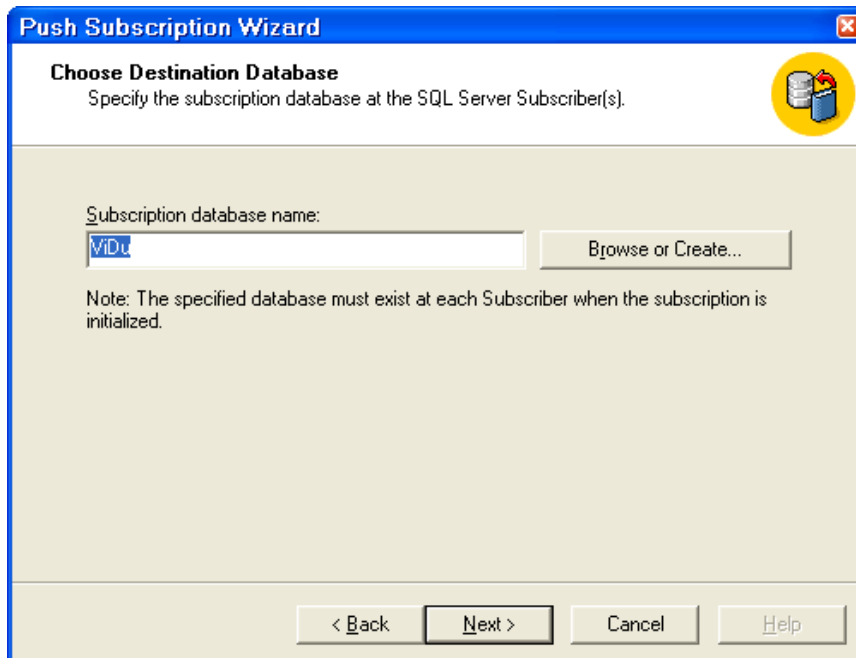 Push Subscription Wizard
Choose Destination Database
Specify the subscription database at the SQL Server Subscriber(s).
Subscription database name:
ViDu
Browse or Create...
Note: The specified database must exist at each Subscriber when the subscription is
initialized.
< Back Next > Cancel Help